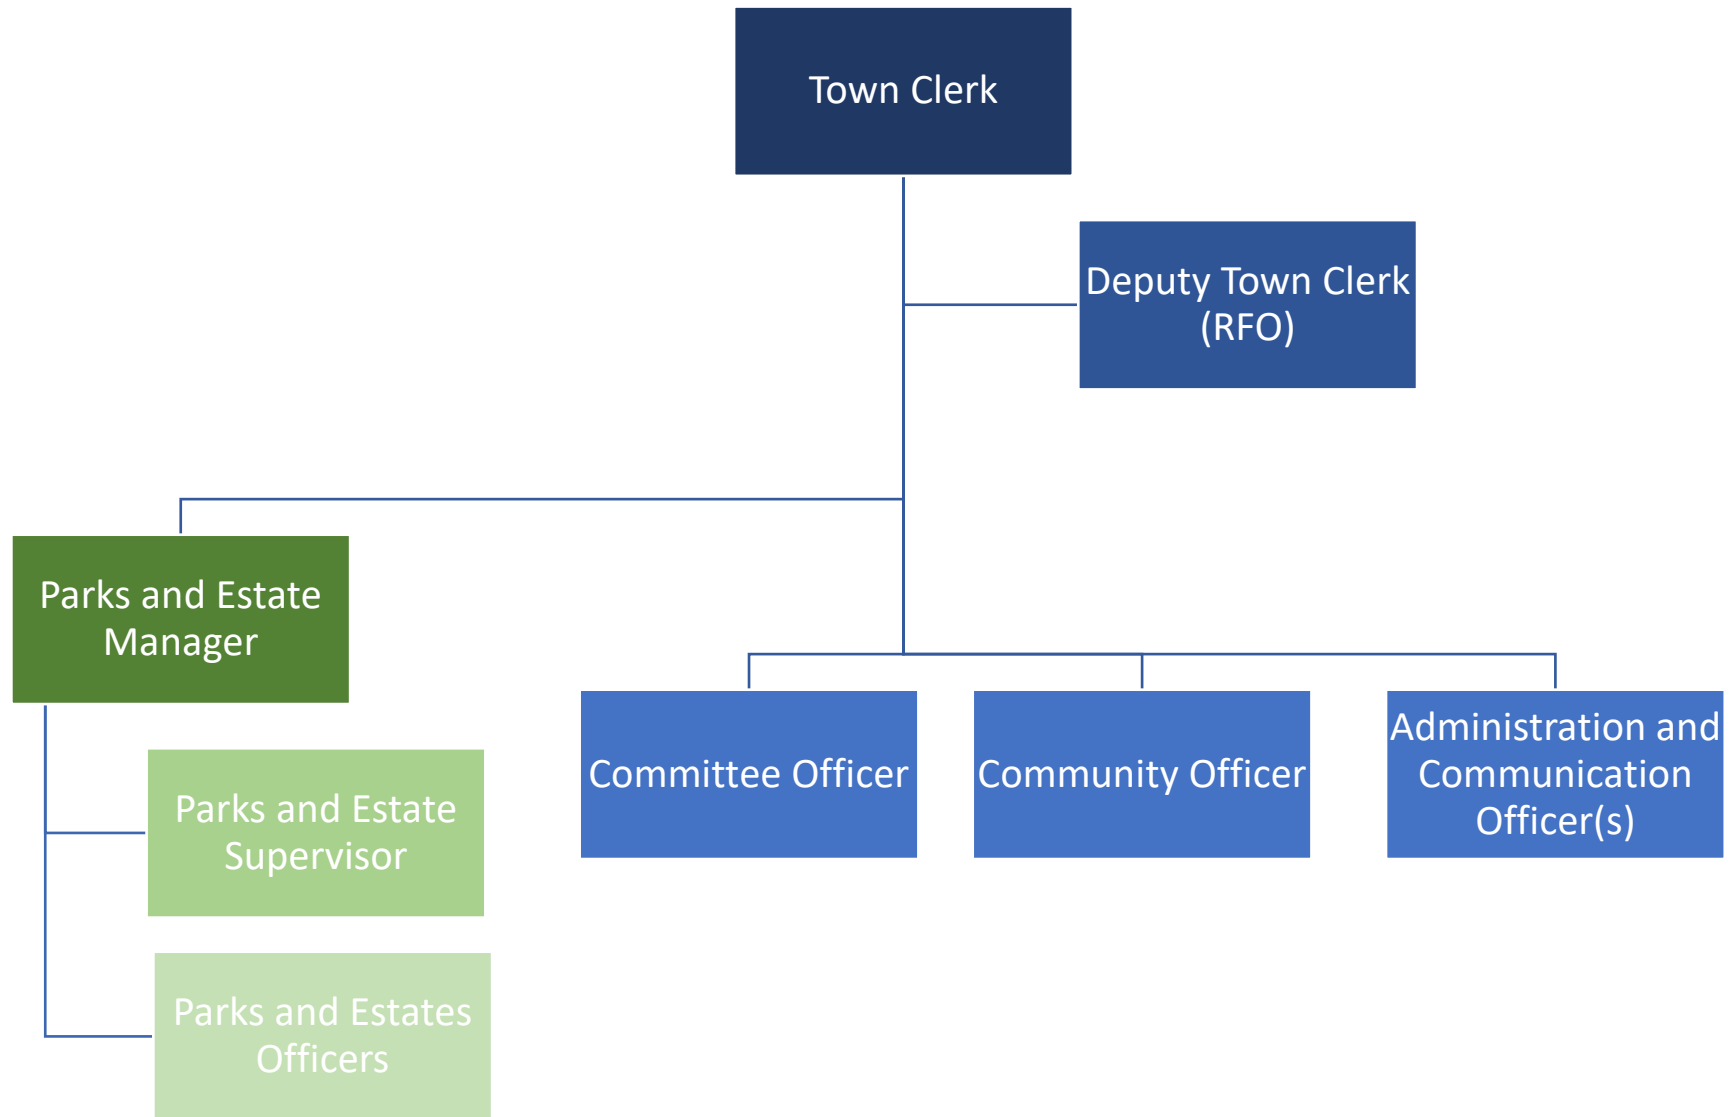 Town Clerk
Deputy Town Clerk
(RFO)
Parks and Estate
Manager
Committee Officer
Community Officer
Administration and
Communication
Officer(s)
Parks and Estate
Supervisor
Parks and Estates
Officers